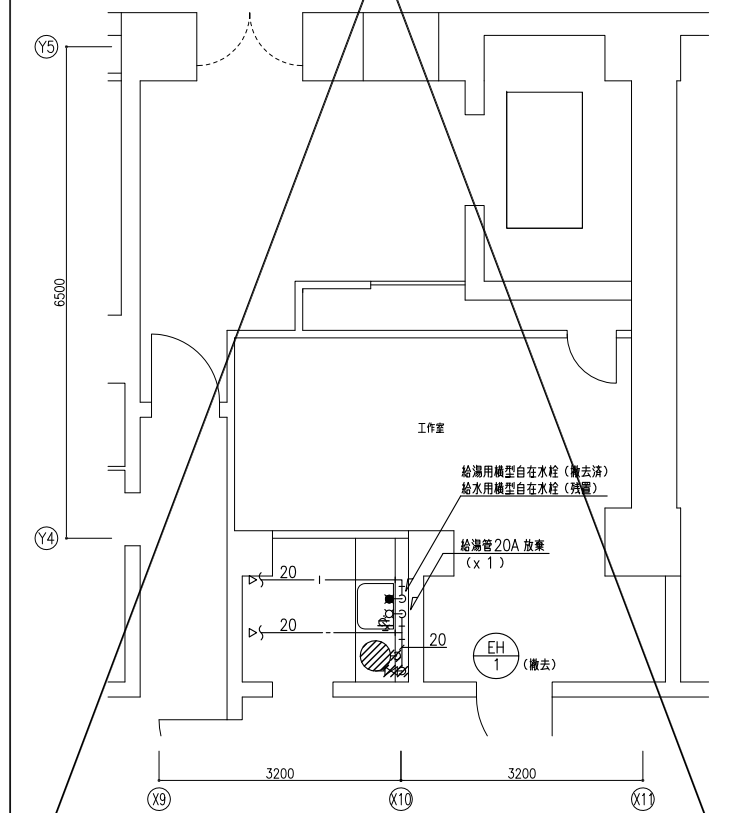 Y5
6500
工作室
給湯用横型自在水栓(撤去済)
給水用横型自在水栓(残置)
Y4
給湯管20A 放棄
(x 1)
20
20
20
EH
1
(撤去)
3200
3200
X9
X10
X11